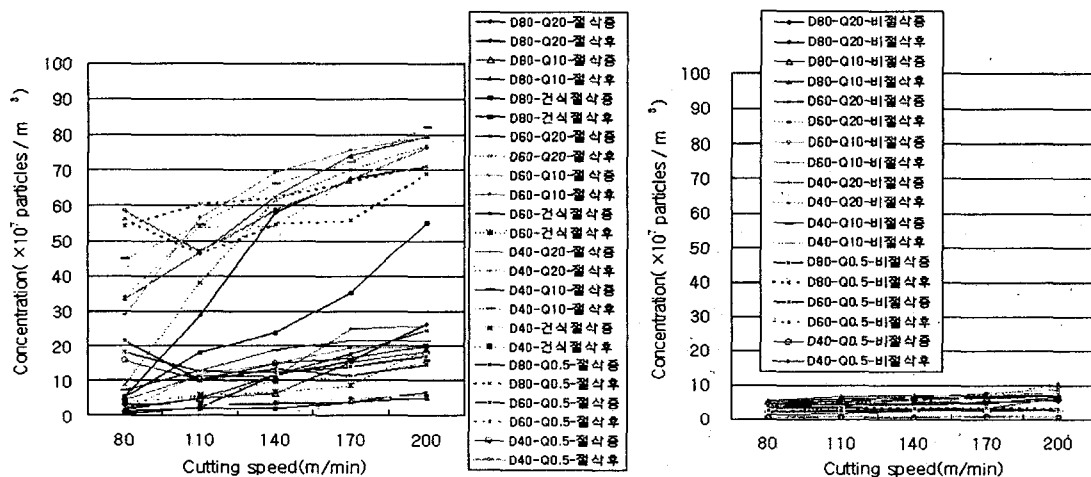 Concentration( ×10⁷ particles / m ³)
100
90
80
70
60
50
40
30
20
10
0
80 110 140 170 200
Cutting speed(m/min)
D80-Q20-절삭중
D80-Q20-절삭후
D80-Q10-절삭중
D80-Q10-절삭후
D80-건식절삭중
D80-건식절삭후
D60-Q20-절삭중
D60-Q20-절삭후
D60-Q10-절삭중
D60-Q10-절삭후
D60-건식절삭중
D60-건식절삭후
D40-Q20-절삭중
D40-Q20-절삭후
D40-Q10-절삭중
D40-Q10-절삭후
D40-건식절삭중
D40-건식절삭후
D80-Q0.5-절삭중
D80-Q0.5-절삭후
D60-Q0.5-절삭중
D60-Q0.5-절삭후
D40-Q0.5-절삭중
D40-Q0.5-절삭후
Concentration( ×10⁷ particles / m ³)
100
90
80
70
60
50
40
30
20
10
0
80 110 140 170 200
Cutting speed(m/min)
D80-Q20-비절삭중
D80-Q20-비절삭후
D80-Q10-비절삭중
D80-Q10-비절삭후
D60-Q20-비절삭중
D60-Q20-비절삭후
D60-Q10-비절삭중
D60-Q10-비절삭후
D40-Q20-비절삭중
D40-Q20-비절삭후
D40-Q10-비절삭중
D40-Q10-비절삭후
D80-Q0.5-비절삭중
D80-Q0.5-비절삭후
D60-Q0.5-비절삭중
D60-Q0.5-비절삭후
D40-Q0.5-비절삭중
D40-Q0.5-비절삭후